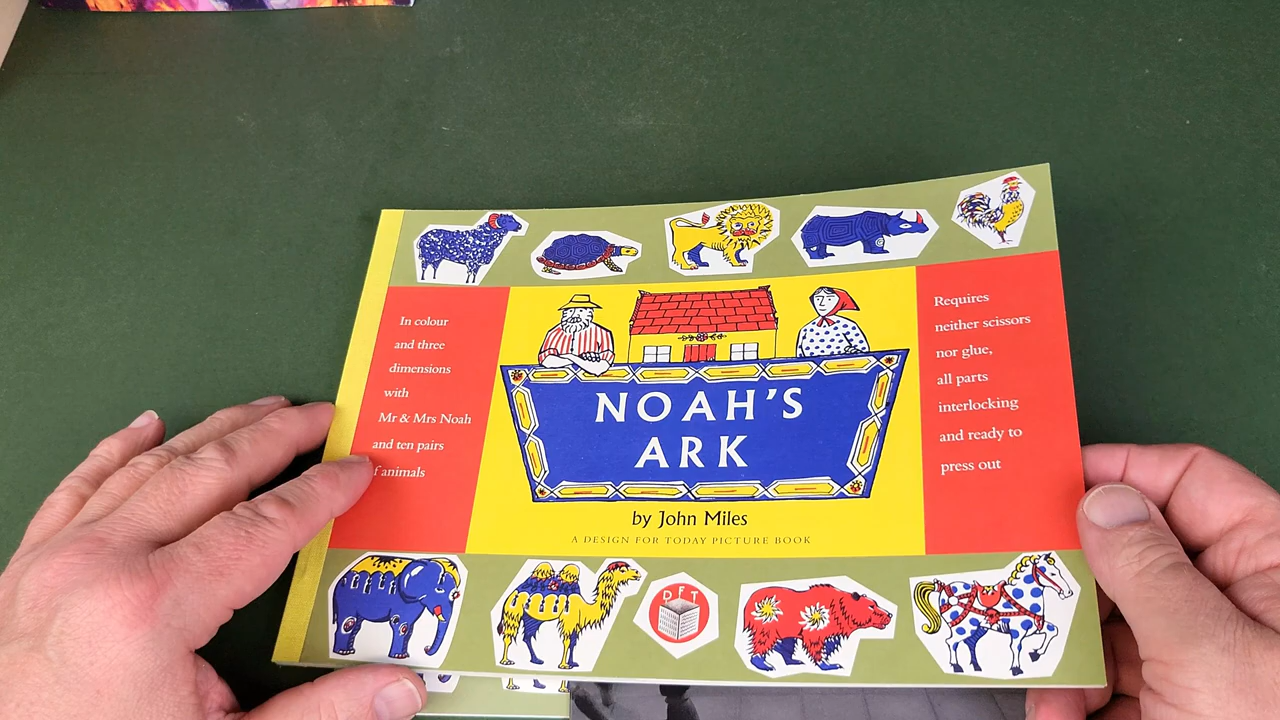 In colour
and three
dimensions
with
Mr & Mrs Noah
and ten pairs
f animals
NOAH'S
ARK
by John Miles
A DESIGN FOR TODAY PICTURE BOOK
Requires
neither scissors
nor glue,
all parts
interlocking
and ready to
press out
DFT